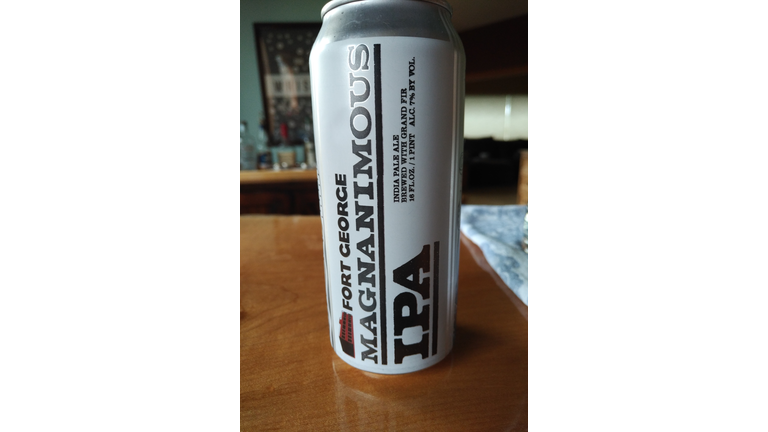 FORT GEORGE
MAGNANIMOUS
IPA
INDIA PALE ALE
BREWED WITH GRAND FIR
16 FL.OZ./1 PINT ALC. 7% BY VOL.